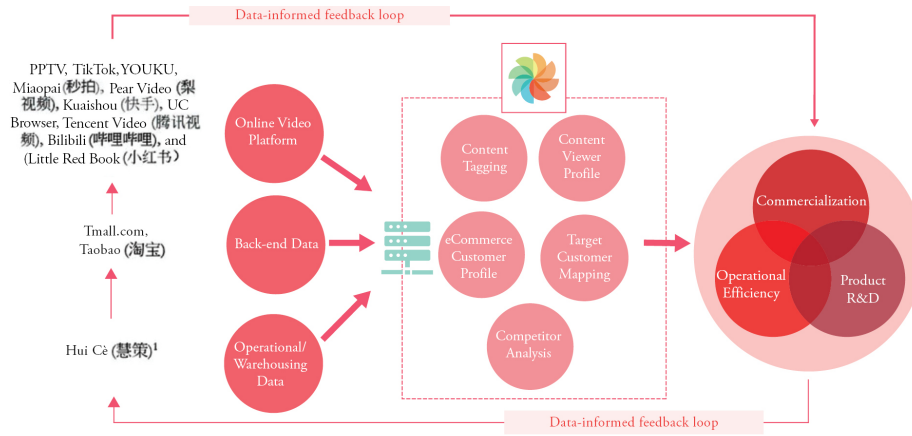 Data-informed feedback loop
PPTV, TikTok, YOUKU,
Miaopai (秒拍), Pear Video (梨
视频), Kuaishou (快手), UC
Browser, Tencent Video (腾讯视
频), Bilibili (哔哩哔哩), and
(Little Red Book (小红书)
Tmall.com,
Taobao (淘宝)
Hui Cè (慧策)¹
Online Video
Platform
Back-end Data
Operational/
Warehousing
Data
Content
Tagging
Content
Viewer
Profile
eCommerce
Customer
Profile
Target
Customer
Mapping
Competitor
Analysis
Commercialization
Operational
Efficiency
Product
R&D
Data-informed feedback loop